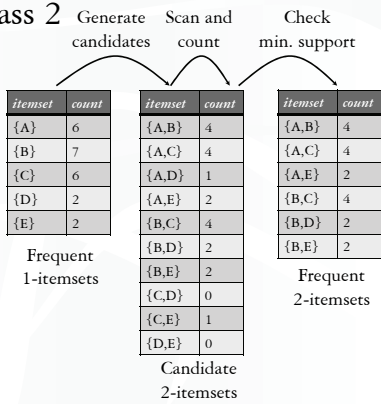 ass 2
Generate candidates
Scan and count
Check min. support
itemset count
{A} 6
{B} 7
{C} 6
{D} 2
{E} 2
Frequent
1-itemsets
itemset count
{A,B} 4
{A,C} 4
{A,D} 1
{A,E} 2
{B,C} 4
{B,D} 2
{B,E} 2
{C,D} 0
{C,E} 1
{D,E} 0
Candidate
2-itemsets
itemset count
{A,B} 4
{A,C} 4
{A,E} 2
{B,C} 4
{B,D} 2
{B,E} 2
Frequent
2-itemsets